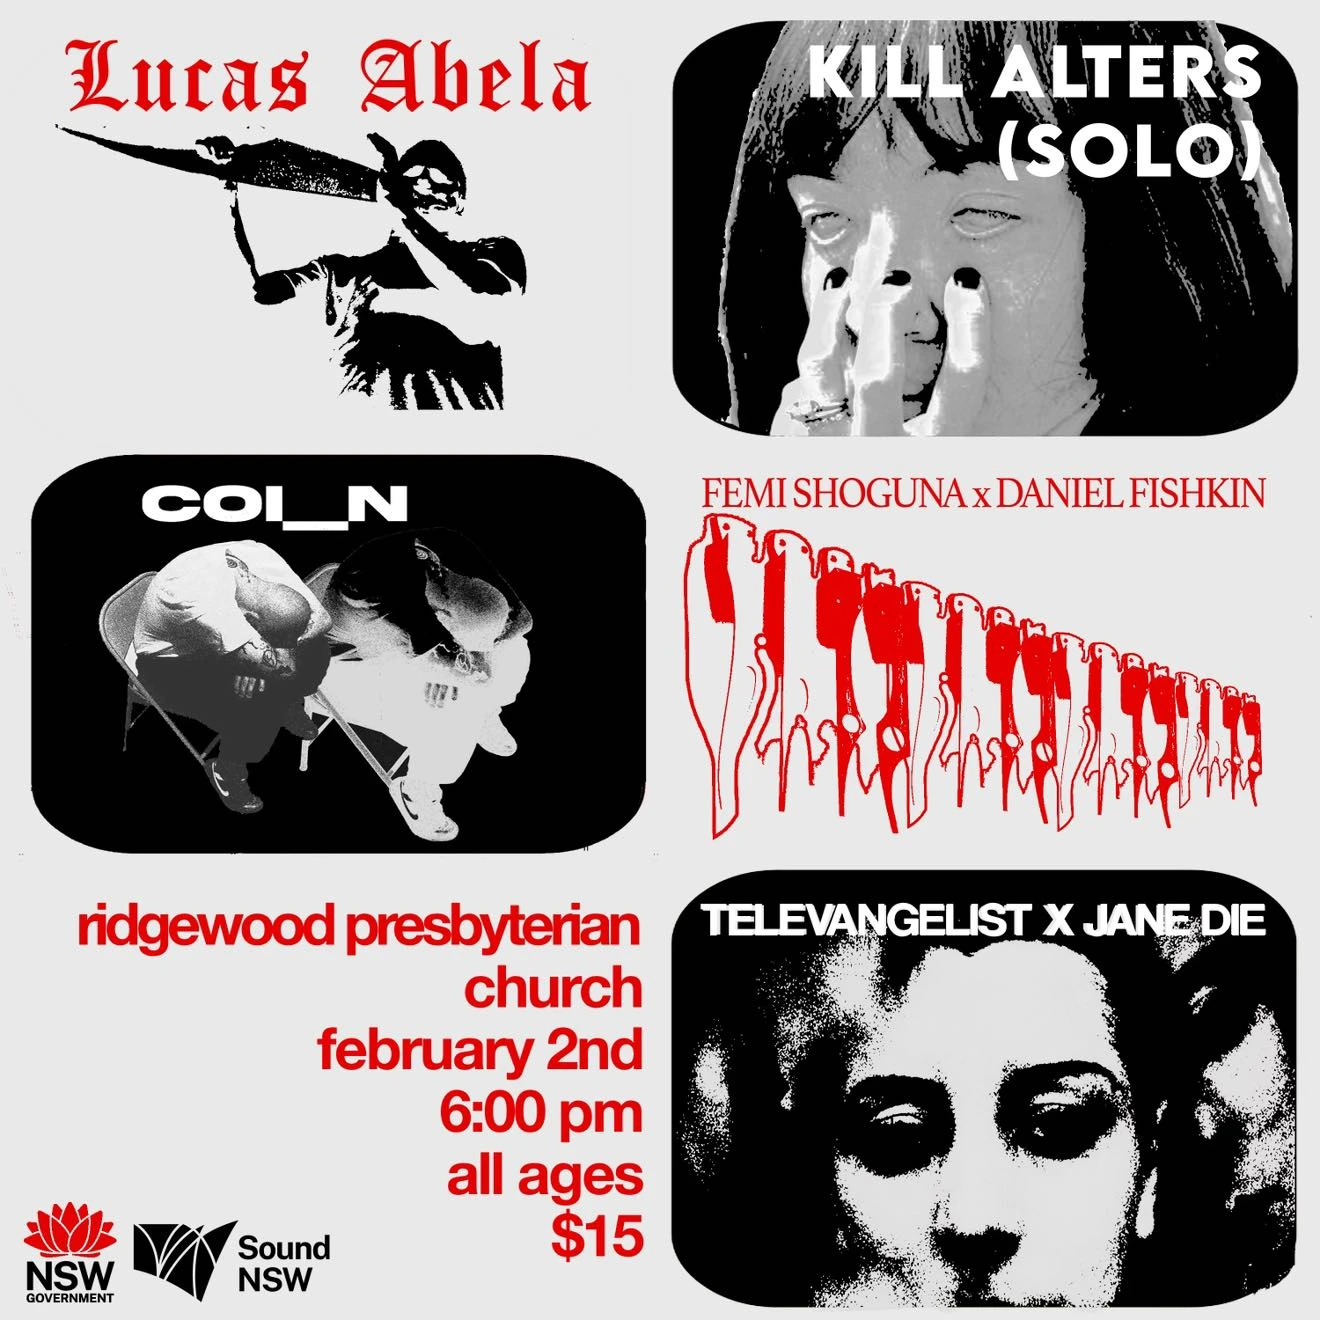 Lucas Abela
KILL ALTERS
(SOLO)
COI__N
FEMI SHOGUNA x DANIEL FISHKIN
ridgewood presbyterian
church
february 2nd
6:00 pm
all ages
$15
TELEVANGELIST X JANE DIE
NSW
GOVERNMENT
Sound
NSW